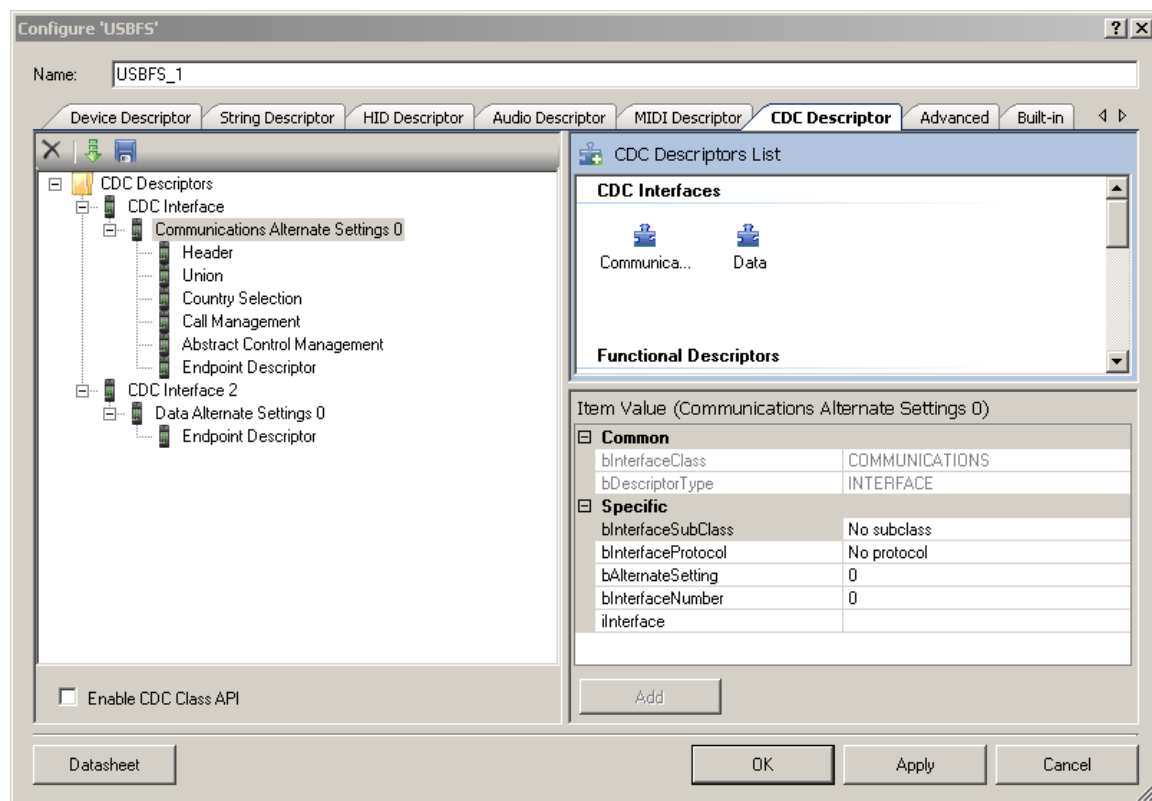 Configure 'USBFS'
Name: USBFS_1
Device Descriptor String Descriptor HID Descriptor Audio Descriptor MIDI Descriptor CDC Descriptor Advanced Built-in
CDC Descriptors
CDC Interface
Communications Alternate Settings 0
Header
Union
Country Selection
Call Management
Abstract Control Management
Endpoint Descriptor
CDC Interface 2
Data Alternate Settings 0
Endpoint Descriptor
Enable CDC Class API
CDC Descriptors List
CDC Interfaces
Communica... Data
Functional Descriptors
Item Value (Communications Alternate Settings 0)
Common
bInterfaceClass COMMUNICATIONS
bDescriptorType INTERFACE
Specific
bInterfaceSubClass No subclass
bInterfaceProtocol No protocol
bAlternateSetting 0
bInterfaceNumber 0
iInterface
Add
Datasheet OK Apply Cancel